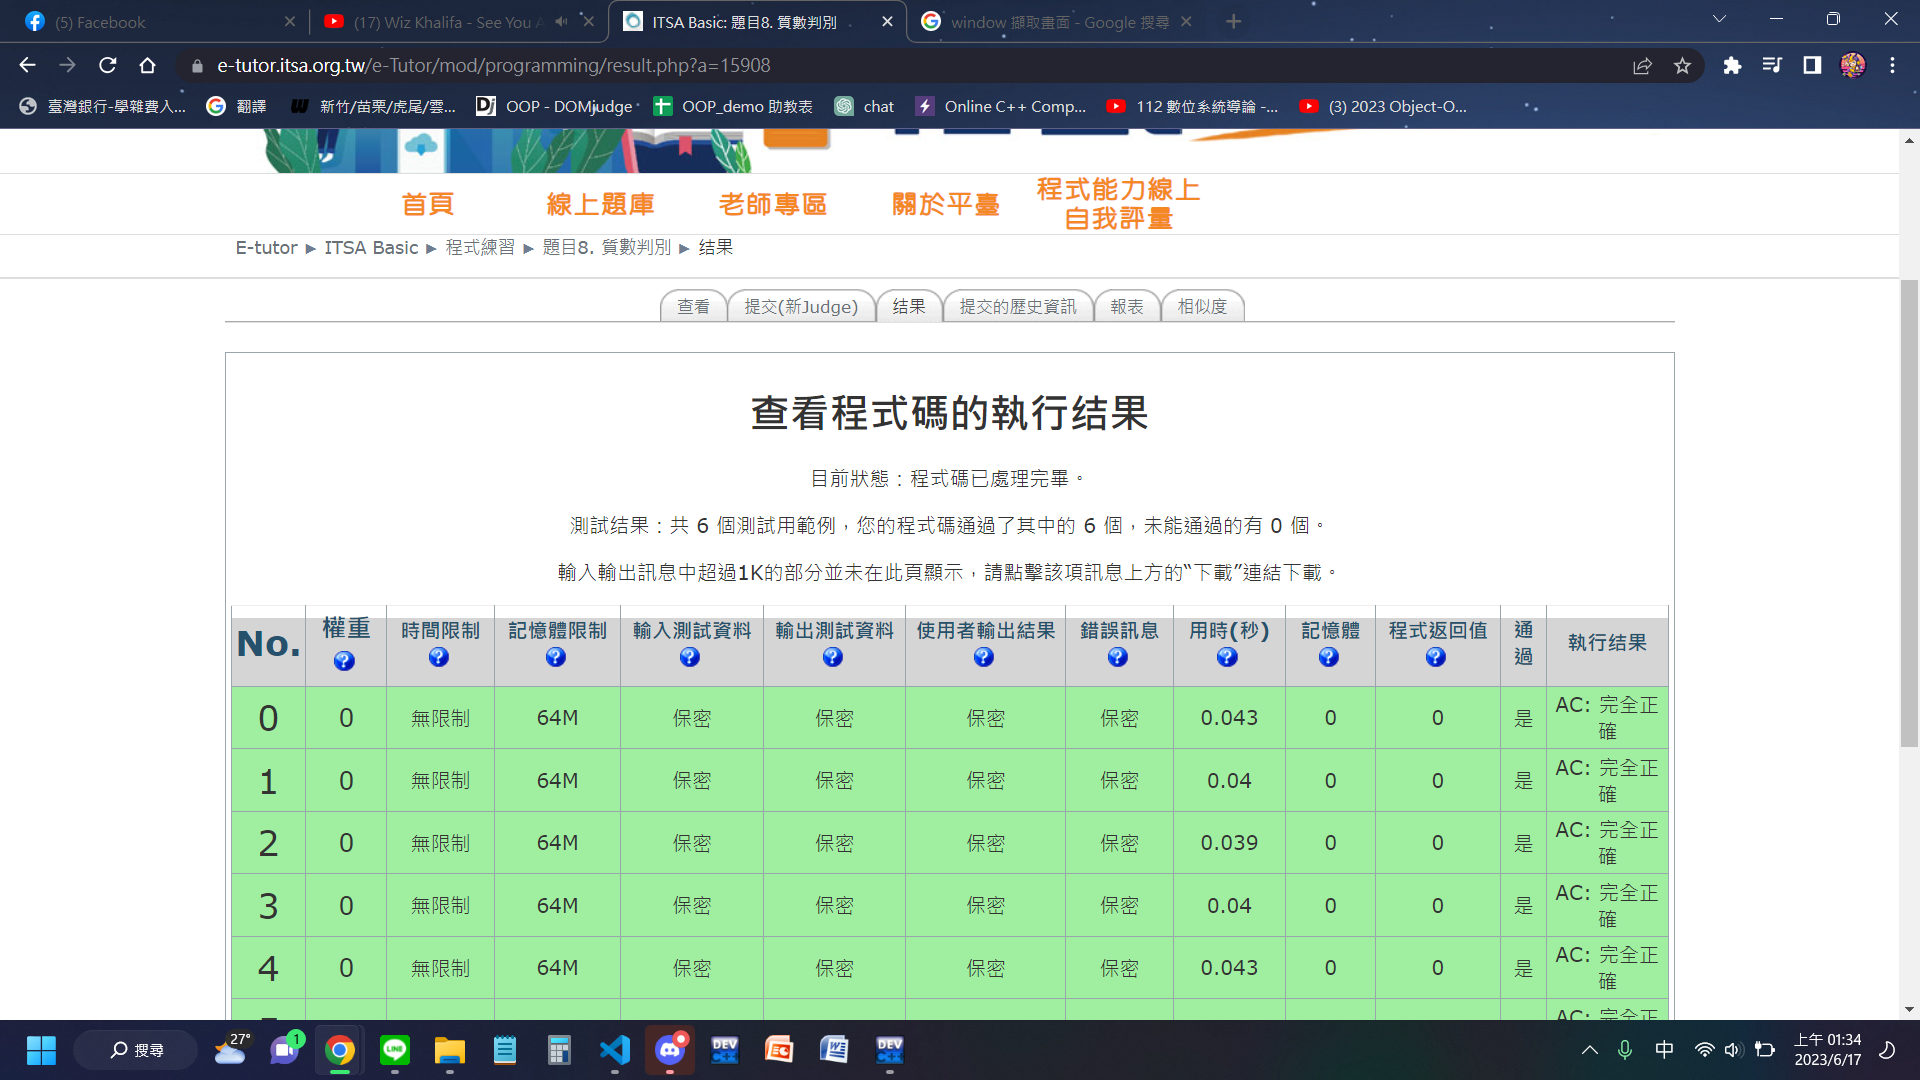 (5) Facebook
(17) Wiz Khalifa - See You A
ITSA Basic: 題目8. 質數判別
window 擷取畫面 - Google 搜尋
e-tutor.itsa.org.tw/e-Tutor/mod/programming/result.php?a=15908
臺灣銀行-學雜費入...
翻譯
新竹/苗栗/虎尾/雲...
OOP - DOMjudge
OOP_demo 助教表
chat
Online C++ Comp...
112 數位系統導論 -...
(3) 2023 Object-O...
首頁
線上題庫
老師專區
關於平臺
程式能力線上
自我評量
E-tutor ► ITSA Basic ► 程式練習 ► 題目8. 質數判別 ► 结果
查看
提交(新Judge)
结果
提交的歷史資訊
報表
相似度
查看程式碼的執行结果
目前狀態：程式碼已處理完畢。
測試结果：共 6 個測試用範例，您的程式碼通過了其中的 6 個，未能通過的有 0 個。
輸入輸出訊息中超過1K的部分並未在此頁顯示，請點擊該項訊息上方的“下載”連結下載。
No. 權重 時間限制 記憶體限制 輸入測試資料 輸出測試資料 使用者輸出結果 錯誤訊息 用時(秒) 記憶體 程式返回值 通過 執行结果
0 0 無限制 64M 保密 保密 保密 保密 0.043 0 0 是 AC: 完全正確
1 0 無限制 64M 保密 保密 保密 保密 0.04 0 0 是 AC: 完全正確
2 0 無限制 64M 保密 保密 保密 保密 0.039 0 0 是 AC: 完全正確
3 0 無限制 64M 保密 保密 保密 保密 0.04 0 0 是 AC: 完全正確
4 0 無限制 64M 保密 保密 保密 保密 0.043 0 0 是 AC: 完全正確
AC: 完全正
27°
1
搜尋
LINE
DEV C++
DEV C++
中
上午 01:34
2023/6/17